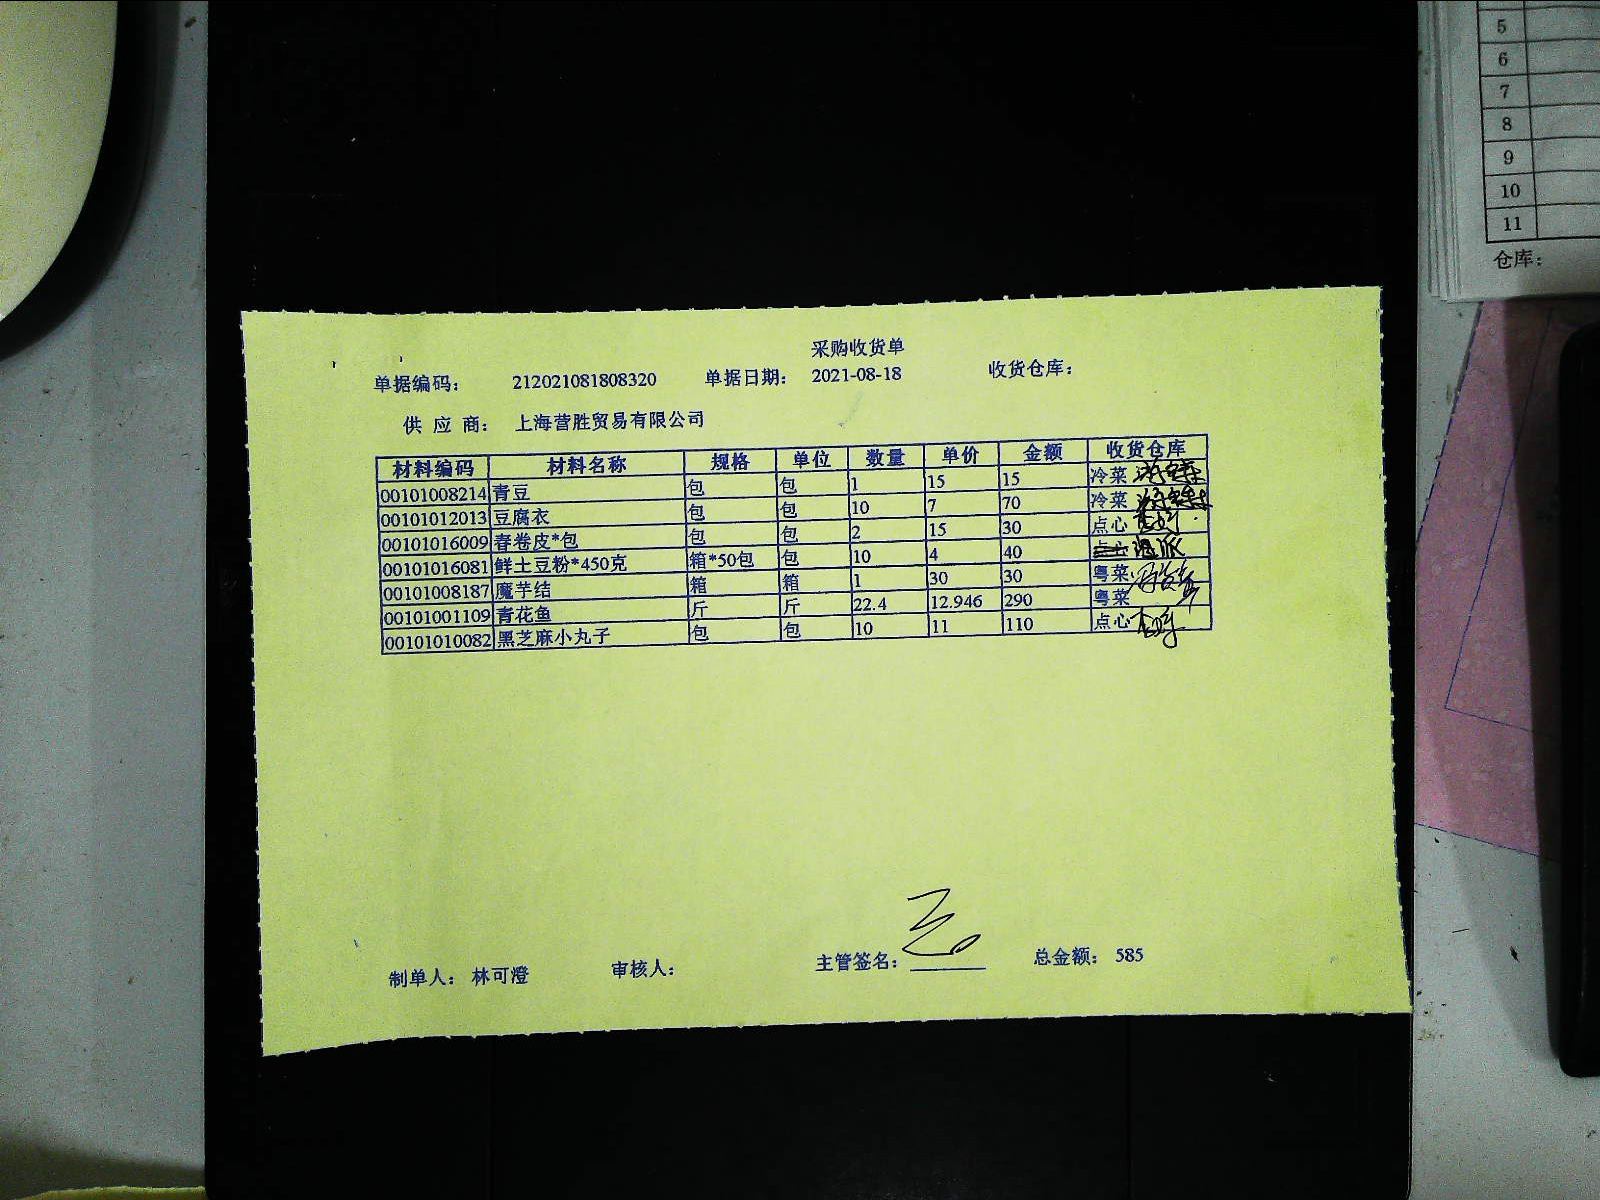 采购收货单
单据编码： 212021081808320 单据日期： 2021-08-18 收货仓库：
供 应 商： 上海营胜贸易有限公司
材料编码 材料名称 规格 单位 数量 单价 金额 收货仓库
00101008214 青豆 包 包 1 15 15 冷菜
00101012013 豆腐衣 包 包 10 7 70 冷菜
00101016009 春卷皮*包 包 包 2 15 30 点心
00101016081 鲜土豆粉*450克 箱*50包 包 10 4 40
00101008187 魔芋结 箱 箱 1 30 30 粤菜
00101001109 青花鱼 斤 斤 22.4 12.946 290 粤菜
00101010082 黑芝麻小丸子 包 包 10 11 110 点心
制单人： 林可澄 审核人： 主管签名： 总金额： 585
5
6
7
8
9
10
11
仓库：